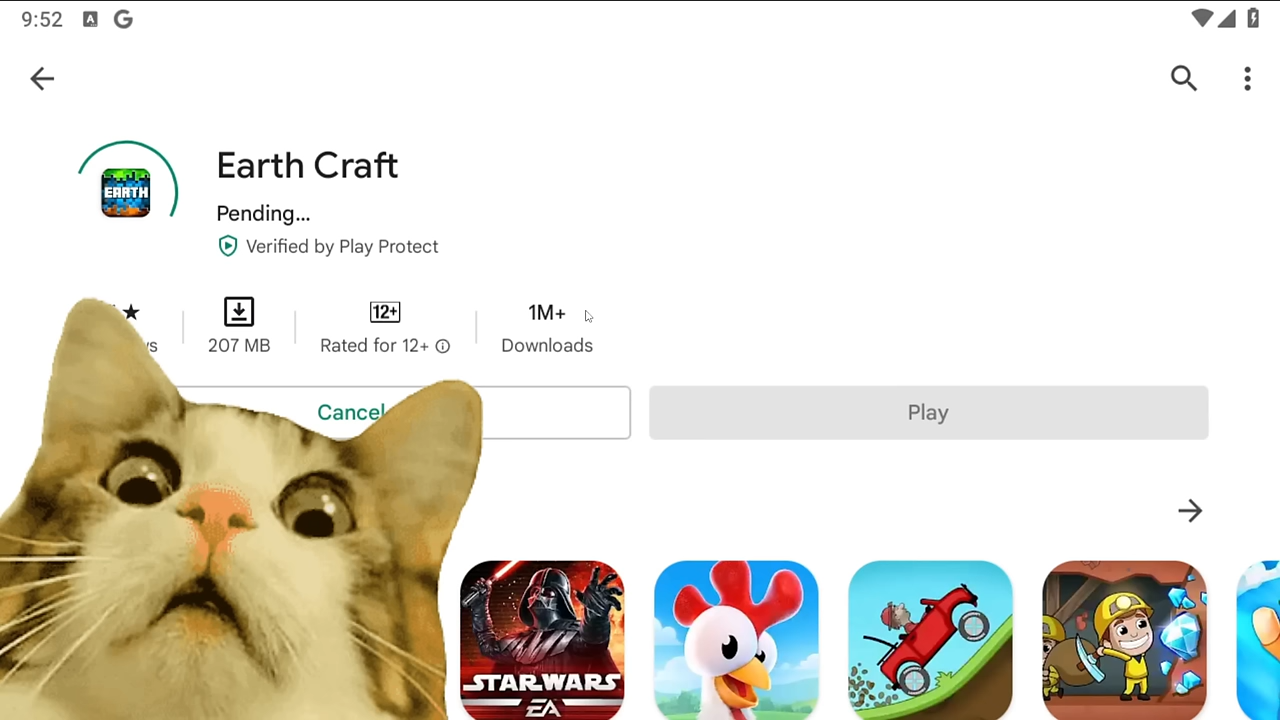 9:52
Earth Craft
EARTH
Pending...
Verified by Play Protect
12+
1M+
207 MB
Rated for 12+
Downloads
Cancel
Play
STAR WARS
EA